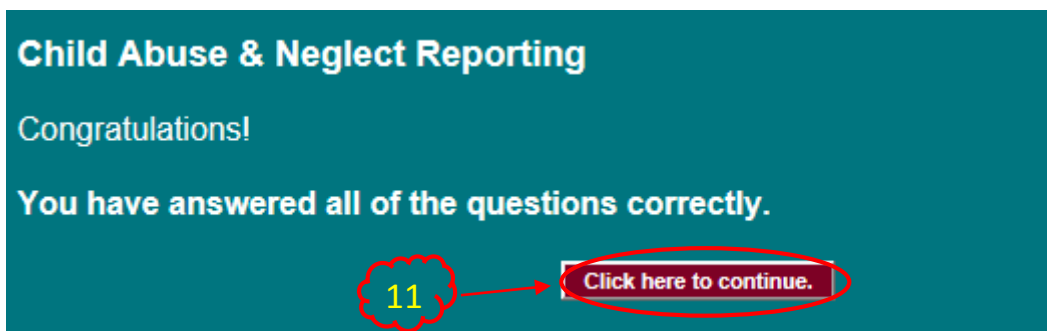 Child Abuse & Neglect Reporting
Congratulations!
You have answered all of the questions correctly.
Click here to continue.
11